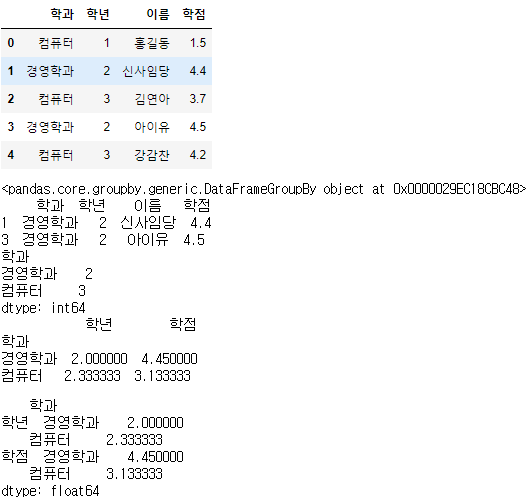 학과 학년 이름 학점
0 컴퓨터 1 홍길동 1.5
1 경영학과 2 신사임당 4.4
2 컴퓨터 3 김연아 3.7
3 경영학과 2 아이유 4.5
4 컴퓨터 3 강감찬 4.2
<pandas.core.groupby.generic.DataFrameGroupBy object at 0x0000029EC18CBC48>
학과 학년 이름 학점
1 경영학과 2 신사임당 4.4
3 경영학과 2 아이유 4.5
학과
경영학과 2
컴퓨터 3
dtype: int64
학년 학점
학과
경영학과 2.000000 4.450000
컴퓨터 2.333333 3.133333
학과
학년 경영학과 2.000000
컴퓨터 2.333333
학점 경영학과 4.450000
컴퓨터 3.133333
dtype: float64